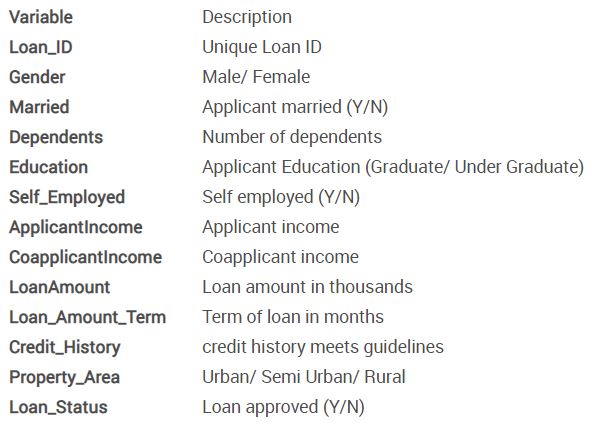 Variable Description
Loan_ID Unique Loan ID
Gender Male/ Female
Married Applicant married (Y/N)
Dependents Number of dependents
Education Applicant Education (Graduate/ Under Graduate)
Self_Employed Self employed (Y/N)
ApplicantIncome Applicant income
CoapplicantIncome Coapplicant income
LoanAmount Loan amount in thousands
Loan_Amount_Term Term of loan in months
Credit_History credit history meets guidelines
Property_Area Urban/ Semi Urban/ Rural
Loan_Status Loan approved (Y/N)